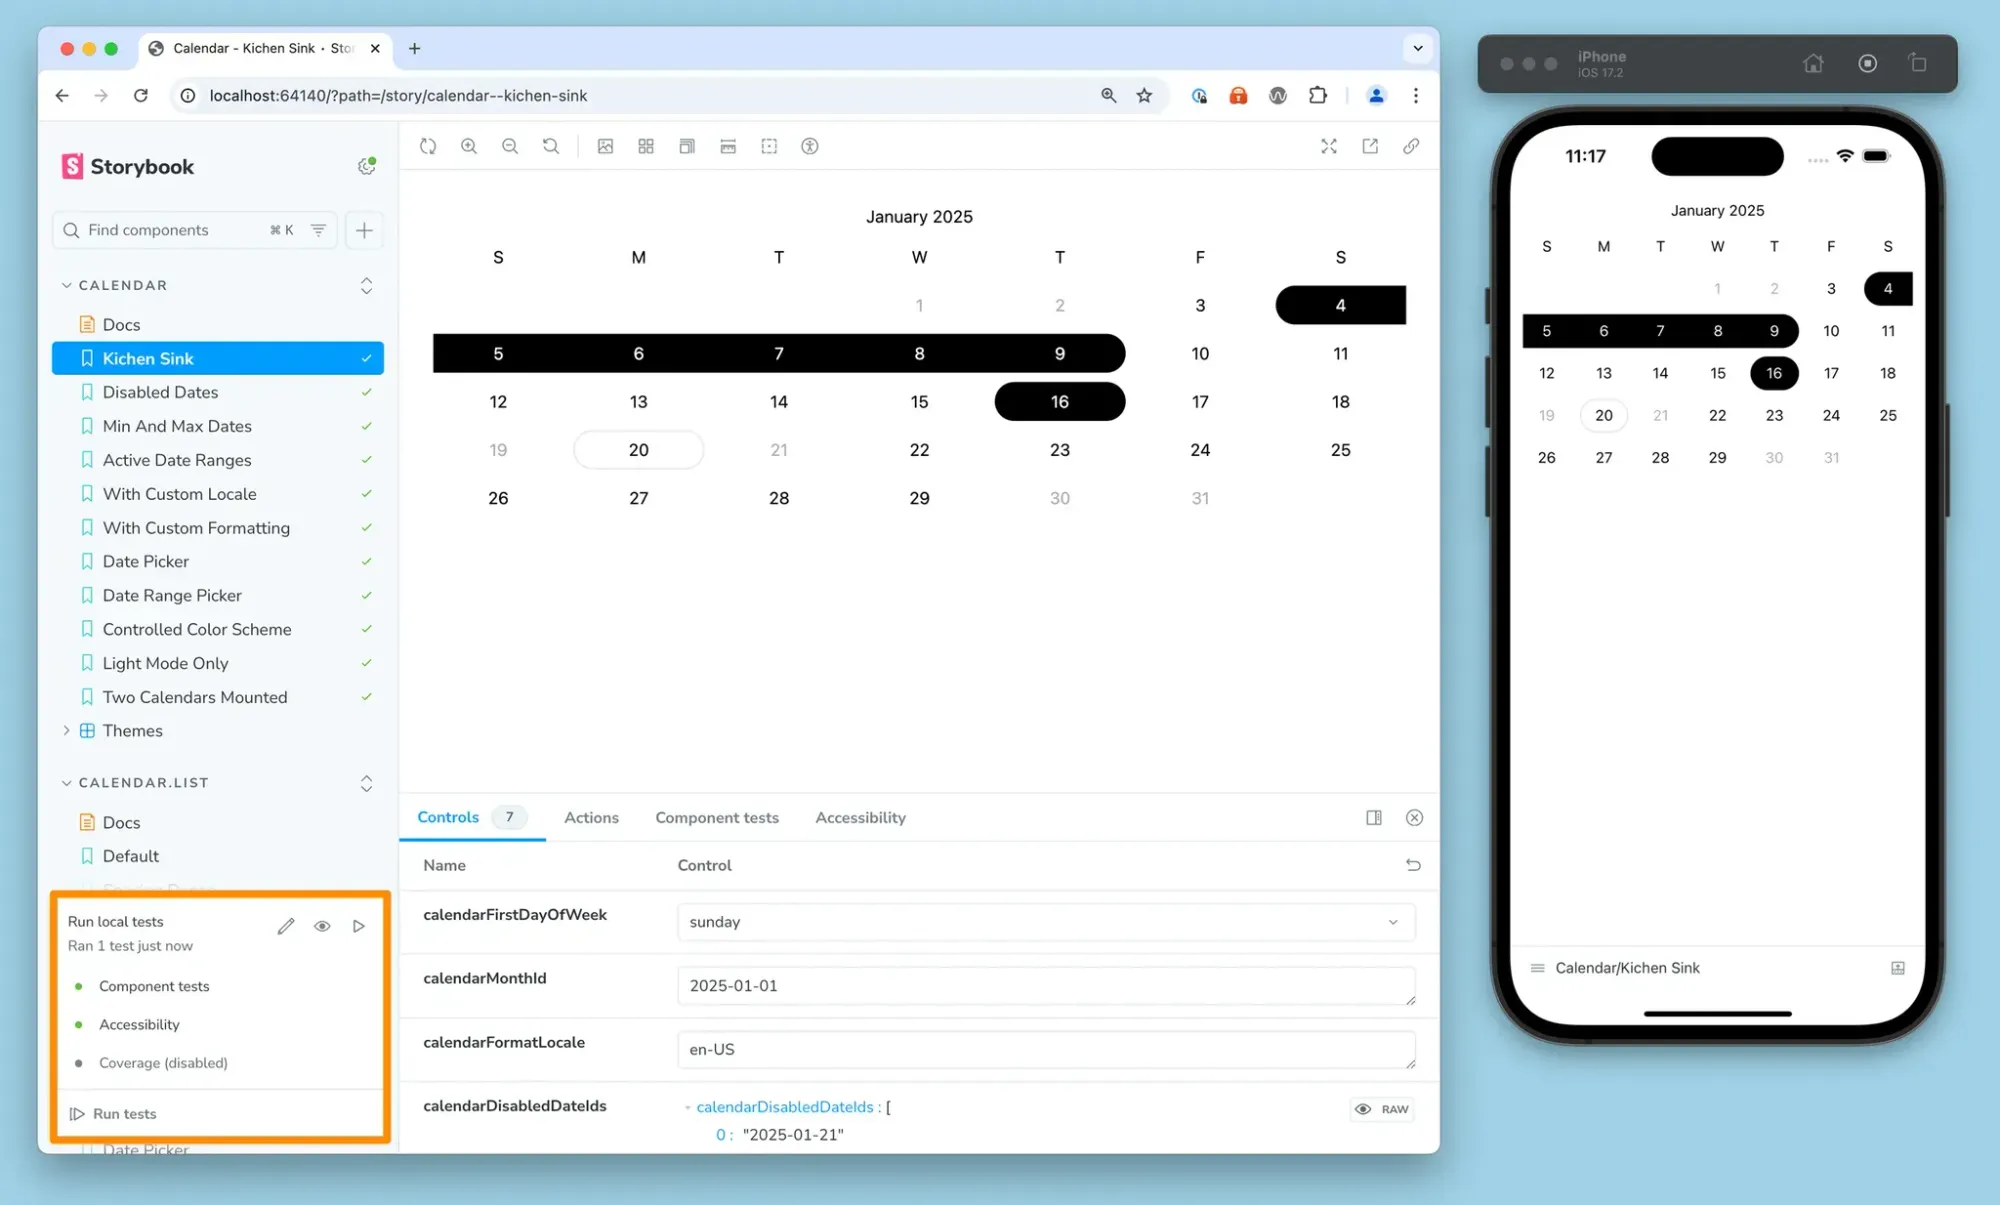 Calendar - Kichen Sink · Stor
localhost:64140/?path=/story/calendar--kichen-sink
Storybook
Find components ⌘ K
CALENDAR
Docs
Kichen Sink
Disabled Dates
Min And Max Dates
Active Date Ranges
With Custom Locale
With Custom Formatting
Date Picker
Date Range Picker
Controlled Color Scheme
Light Mode Only
Two Calendars Mounted
Themes
CALENDAR.LIST
Docs
Default
Run local tests
Ran 1 test just now
Component tests
Accessibility
Coverage (disabled)
Run tests
Date Picker
January 2025
S M T W T F S
1 2 3 4
5 6 7 8 9 10 11
12 13 14 15 16 17 18
19 20 21 22 23 24 25
26 27 28 29 30 31
Controls 7 Actions Component tests Accessibility
Name Control
calendarFirstDayOfWeek sunday
calendarMonthId 2025-01-01
calendarFormatLocale en-US
calendarDisabledDateIds - calendarDisabledDateIds : [ RAW
0 : "2025-01-21"
iPhone
iOS 17.2
11:17
January 2025
S M T W T F S
1 2 3 4
5 6 7 8 9 10 11
12 13 14 15 16 17 18
19 20 21 22 23 24 25
26 27 28 29 30 31
Calendar/Kichen Sink